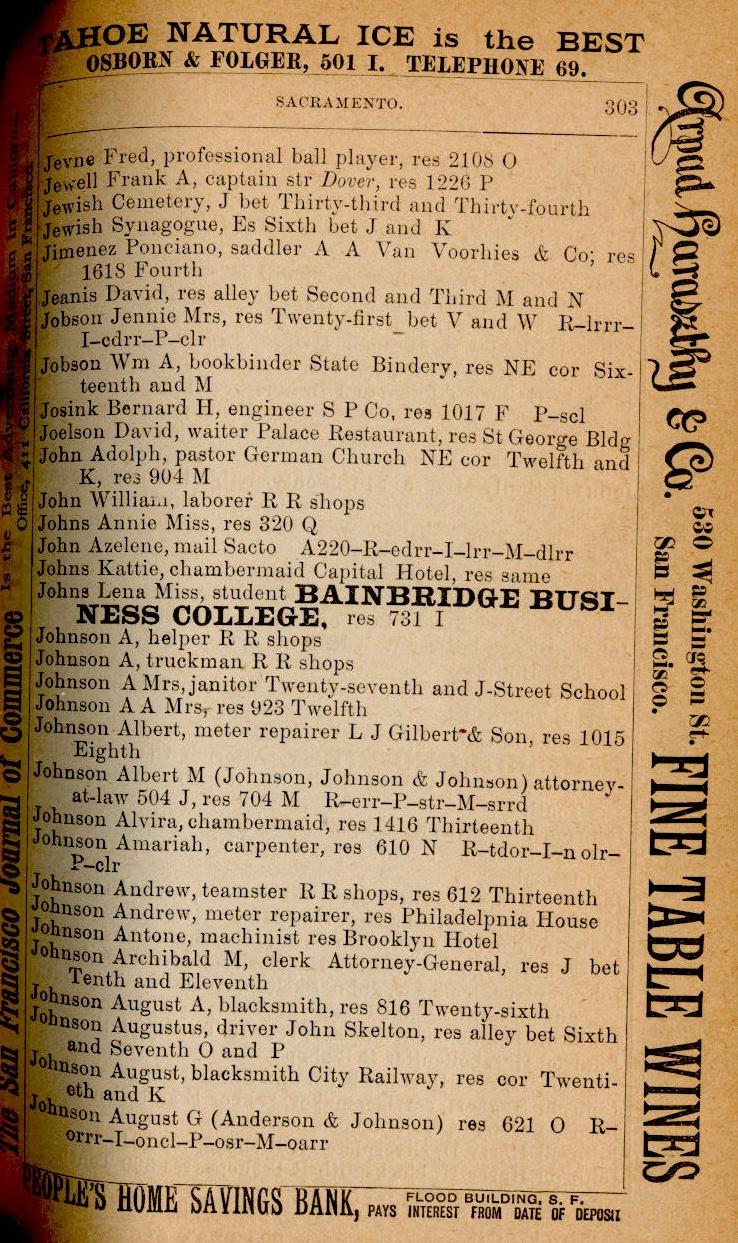 TAHOE NATURAL ICE is the BEST
OSBORN & FOLGER, 501 I. TELEPHONE 69.
SACRAMENTO. 303
Jevne Fred, professional ball player, res 2108 O
Jewell Frank A, captain str Dover, res 1226 P
Jewish Cemetery, J bet Thirty-third and Thirty-fourth
Jewish Synagogue, Es Sixth bet J and K
Jimenez Ponciano, saddler A A Van Voorhies & Co; res
1618 Fourth
Jeanis David, res alley bet Second and Third M and N
Jobson Jennie Mrs, res Twenty-first bet V and W R–lrrr–
I–cdrr–P–clr
Jobson Wm A, bookbinder State Bindery, res NE cor Six-
teenth and M
Josink Bernard H, engineer S P Co, res 1017 F P–scl
Joelson David, waiter Palace Restaurant, res St George Bldg
John Adolph, pastor German Church NE cor Twelfth and
K, res 904 M
John William, laborer R R shops
Johns Annie Miss, res 320 Q
John Azelene, mail Sacto A220–R–edrr–I–lrr–M–dlrr
Johns Kattie, chambermaid Capital Hotel, res same
Johns Lena Miss, student BAINBRIDGE BUSI-
NESS COLLEGE, res 731 I
Johnson A, helper R R shops
Johnson A, truckman R R shops
Johnson A Mrs, janitor Twenty-seventh and J-Street School
Johnson A A Mrs, res 923 Twelfth
Johnson Albert, meter repairer L J Gilbert & Son, res 1015
Eighth
Johnson Albert M (Johnson, Johnson & Johnson) attorney-
at-law 504 J, res 704 M R–err–P–str–M–srrd
Johnson Alvira, chambermaid, res 1416 Thirteenth
Johnson Amariah, carpenter, res 610 N R–tdor–I–n olr–
P–clr
Johnson Andrew, teamster R R shops, res 612 Thirteenth
Johnson Andrew, meter repairer, res Philadelpnia House
Johnson Antone, machinist res Brooklyn Hotel
Johnson Archibald M, clerk Attorney-General, res J bet
Tenth and Eleventh
Johnson August A, blacksmith, res 816 Twenty-sixth
Johnson Augustus, driver John Skelton, res alley bet Sixth
and Seventh O and P
Johnson August, blacksmith City Railway, res cor Twenti-
eth and K
Johnson August G (Anderson & Johnson) res 621 O R–
orrr–I–oncl–P–osr–M–oarr
PEOPLE'S HOME SAVINGS BANK, PAYS INTEREST FROM DATE OF DEPOSIT
FLOOD BUILDING, S. F.
Arpad Haraszthy & Co. 530 Washington St. San Francisco. FINE TABLE WINES
The San Francisco Journal of Commerce Is the Best Advertising Medium in California.
Office, 411 California Street, San Francisco.